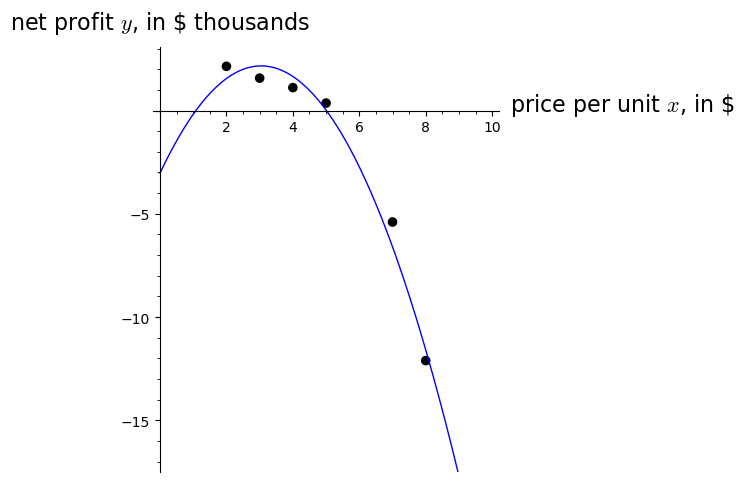 net profit y, in $ thousands
price per unit x, in $
2 4 6 8 10
−5
−10
−15